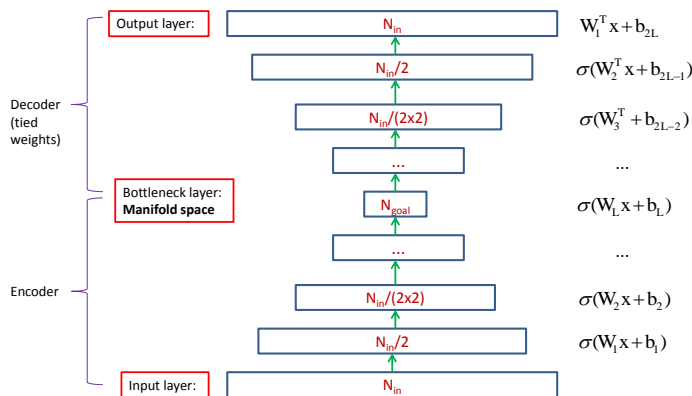 Output layer: N_in W_1^T x + b_2L
N_in/2 σ(W_2^T x + b_2L−1)
Decoder
(tied
weights)
N_in/(2x2) σ(W_3^T + b_2L−2)
... ...
Bottleneck layer:
Manifold space
N_goal σ(W_L x + b_L)
... ...
Encoder
N_in/(2x2) σ(W_2 x + b_2)
N_in/2 σ(W_1 x + b_1)
Input layer: N_in